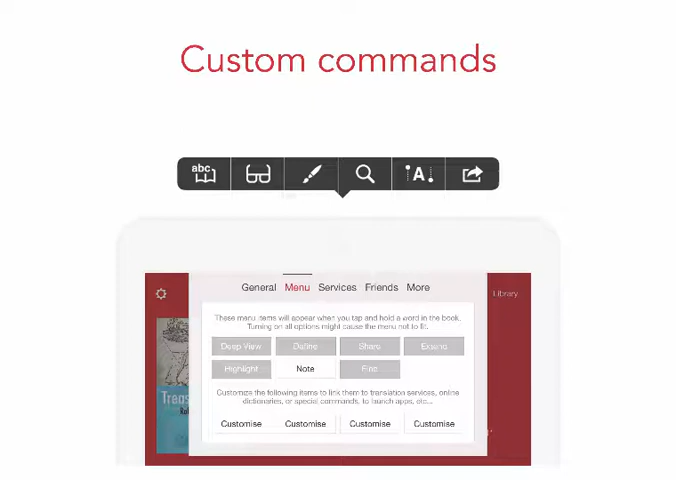 Custom commands
abc
A
General Menu Services Friends More
Library
These menu items will appear when you tap and hold a word in the book.
Turning on all options might cause the menu not to fit.
Deep View Define Share Expand
Highlight Note Find
Customize the following items to link them to translation services, online
dictionaries, or special commands, to launch apps, etc...
Treas
Customise Customise Customise Customise